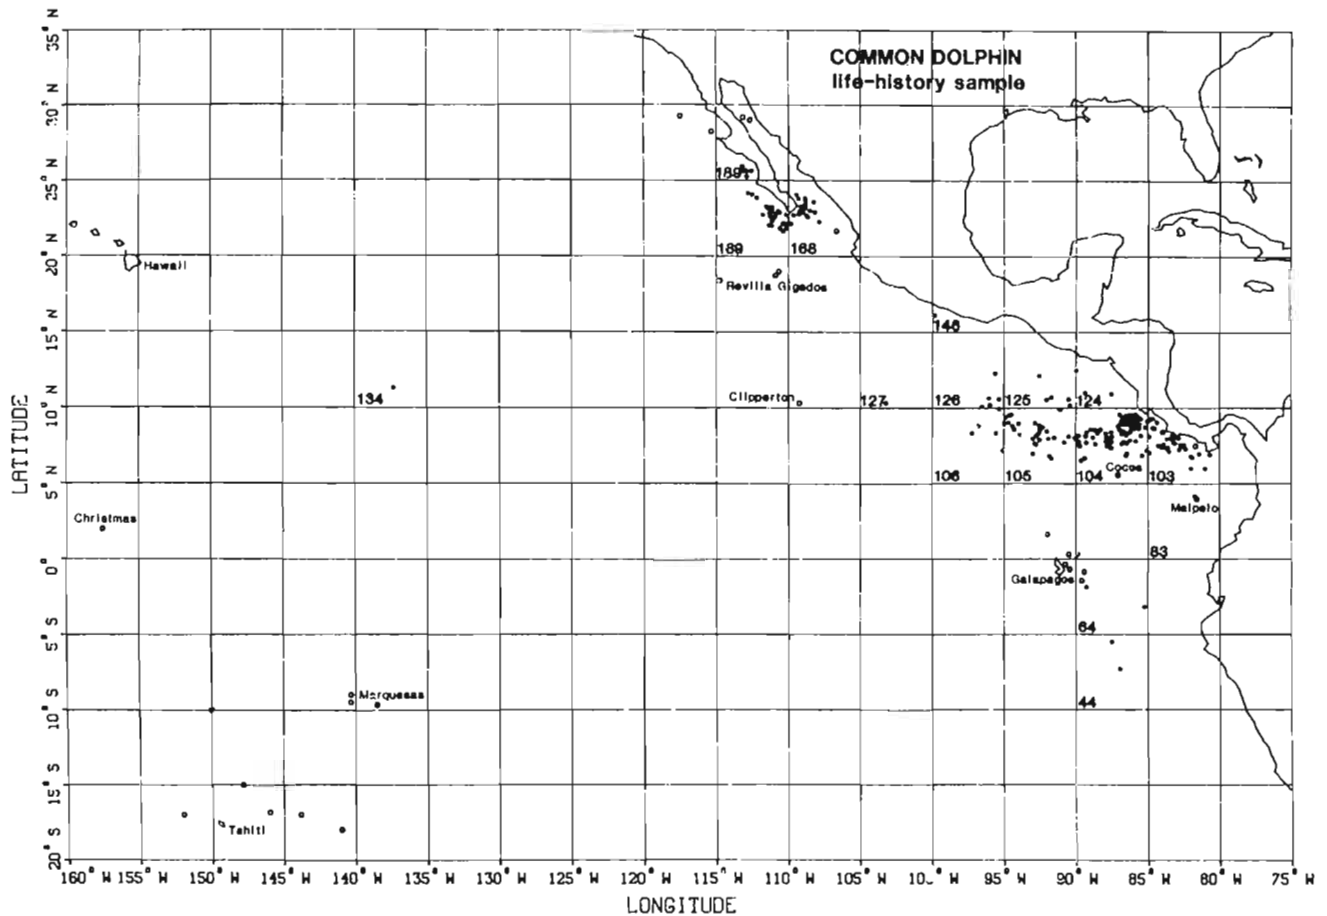 COMMON DOLPHIN
life-history sample
35° N
30° N
25° N
20° N
15° N
10° N
5° N
0°
5° S
10° S
15° S
20° S
LATITUDE
189
189 168
Hawaii
Revilla Gigedos
146
134
Clipperton
127 126 125 124
Cocos
106 105 104 103
Malpelo
Christmas
83
Galapagos
64
Marquesas
44
Tahiti
160° W 155° W 150° W 145° W 140° W 135° W 130° W 125° W 120° W 115° W 110° W 105° W 100° W 95° W 90° W 85° W 80° W 75° W
LONGITUDE